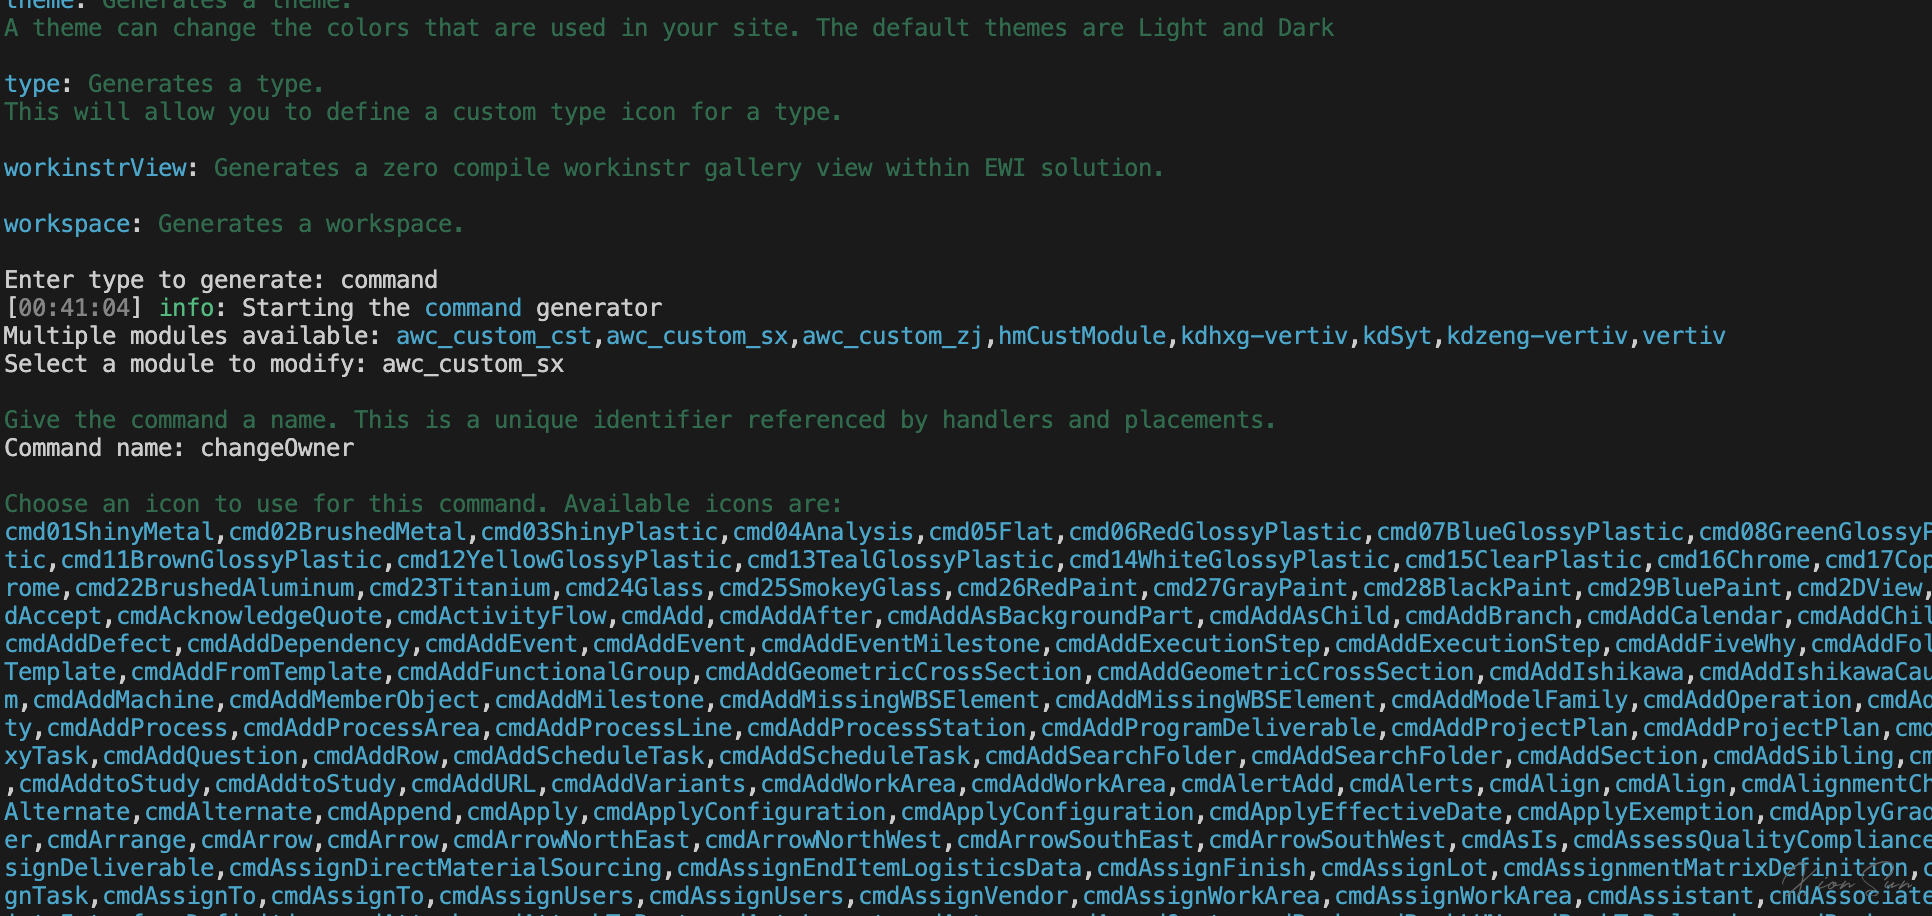 theme: Generates a theme.
A theme can change the colors that are used in your site. The default themes are Light and Dark
type: Generates a type.
This will allow you to define a custom type icon for a type.
workinstrView: Generates a zero compile workinstr gallery view within EWI solution.
workspace: Generates a workspace.
Enter type to generate: command
[00:41:04] info: Starting the command generator
Multiple modules available: awc_custom_cst,awc_custom_sx,awc_custom_zj,hmCustModule,kdhxg-vertiv,kdSyt,kdzeng-vertiv,vertiv
Select a module to modify: awc_custom_sx
Give the command a name. This is a unique identifier referenced by handlers and placements.
Command name: changeOwner
Choose an icon to use for this command. Available icons are:
cmd01ShinyMetal,cmd02BrushedMetal,cmd03ShinyPlastic,cmd04Analysis,cmd05Flat,cmd06RedGlossyPlastic,cmd07BlueGlossyPlastic,cmd08GreenGlossyP
tic,cmd11BrownGlossyPlastic,cmd12YellowGlossyPlastic,cmd13TealGlossyPlastic,cmd14WhiteGlossyPlastic,cmd15ClearPlastic,cmd16Chrome,cmd17Cop
rome,cmd22BrushedAluminum,cmd23Titanium,cmd24Glass,cmd25SmokeyGlass,cmd26RedPaint,cmd27GrayPaint,cmd28BlackPaint,cmd29BluePaint,cmd2DView,
dAccept,cmdAcknowledgeQuote,cmdActivityFlow,cmdAdd,cmdAddAfter,cmdAddAsBackgroundPart,cmdAddAsChild,cmdAddBranch,cmdAddCalendar,cmdAddChil
cmdAddDefect,cmdAddDependency,cmdAddEvent,cmdAddEvent,cmdAddEventMilestone,cmdAddExecutionStep,cmdAddExecutionStep,cmdAddFiveWhy,cmdAddFol
Template,cmdAddFromTemplate,cmdAddFunctionalGroup,cmdAddGeometricCrossSection,cmdAddGeometricCrossSection,cmdAddIshikawa,cmdAddIshikawaCau
m,cmdAddMachine,cmdAddMemberObject,cmdAddMilestone,cmdAddMissingWBSElement,cmdAddMissingWBSElement,cmdAddModelFamily,cmdAddOperation,cmdAd
ty,cmdAddProcess,cmdAddProcessArea,cmdAddProcessLine,cmdAddProcessStation,cmdAddProgramDeliverable,cmdAddProjectPlan,cmdAddProjectPlan,cmd
xyTask,cmdAddQuestion,cmdAddRow,cmdAddScheduleTask,cmdAddScheduleTask,cmdAddSearchFolder,cmdAddSearchFolder,cmdAddSection,cmdAddSibling,cm
,cmdAddtoStudy,cmdAddtoStudy,cmdAddURL,cmdAddVariants,cmdAddWorkArea,cmdAddWorkArea,cmdAlertAdd,cmdAlerts,cmdAlign,cmdAlign,cmdAlignmentCh
Alternate,cmdAlternate,cmdAppend,cmdApply,cmdApplyConfiguration,cmdApplyConfiguration,cmdApplyEffectiveDate,cmdApplyExemption,cmdApplyGrad
er,cmdArrange,cmdArrow,cmdArrow,cmdArrowNorthEast,cmdArrowNorthWest,cmdArrowSouthEast,cmdArrowSouthWest,cmdAsIs,cmdAssessQualityCompliance
signDeliverable,cmdAssignDirectMaterialSourcing,cmdAssignEndItemLogisticsData,cmdAssignFinish,cmdAssignLot,cmdAssignmentMatrixDefinition,c
gnTask,cmdAssignTo,cmdAssignTo,cmdAssignUsers,cmdAssignUsers,cmdAssignVendor,cmdAssignWorkArea,cmdAssignWorkArea,cmdAssistant,cmdAssociat